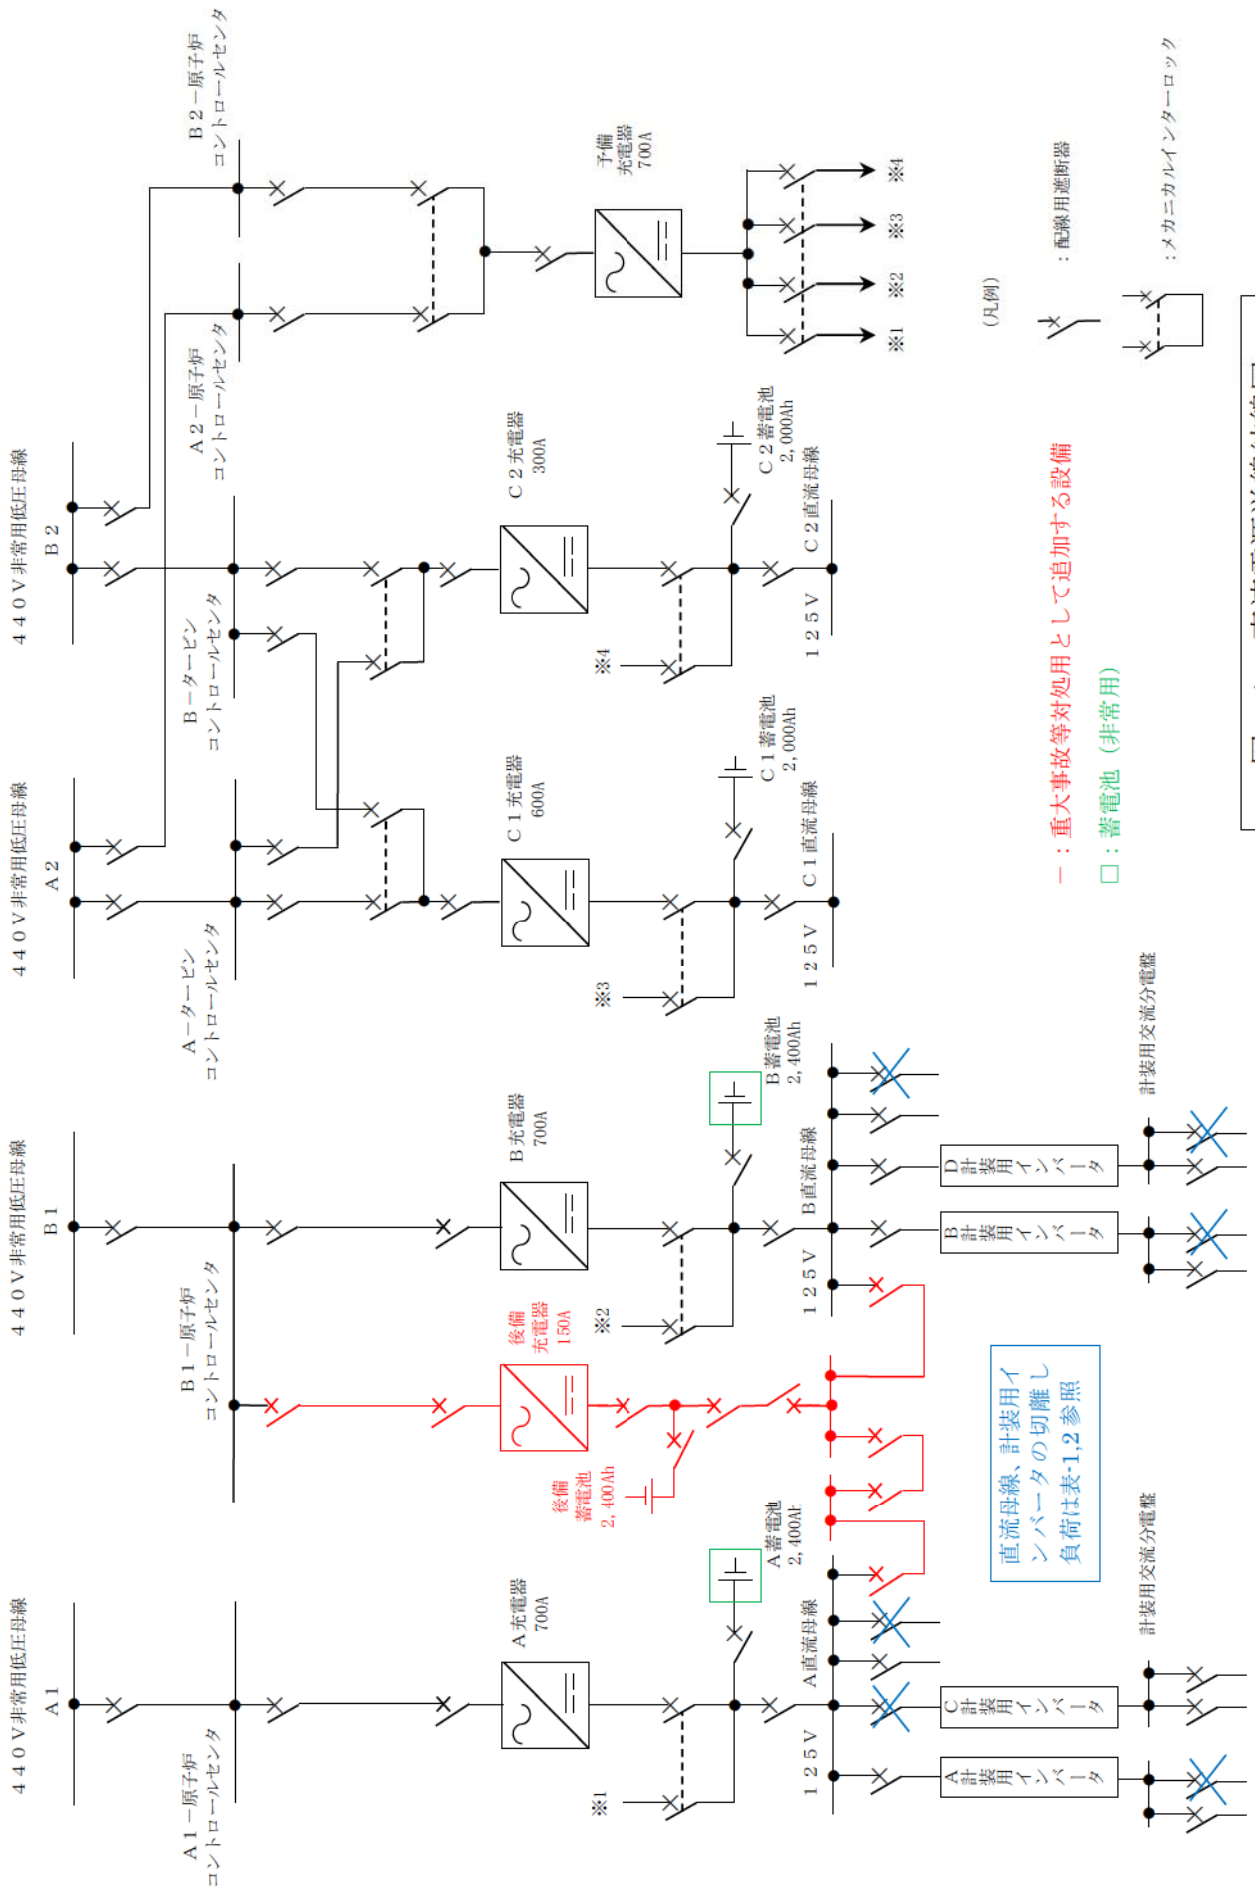 440V非常用低圧母線
A1
440V非常用低圧母線
B1
440V非常用低圧母線
A2
440V非常用低圧母線
B2
A1－原子炉
コントロールセンタ
B1－原子炉
コントロールセンタ
A－タービン
コントロールセンタ
B－タービン
コントロールセンタ
A2－原子炉
コントロールセンタ
B2－原子炉
コントロールセンタ
A充電器
700A
後備
充電器
150A
B充電器
700A
C1充電器
600A
C2充電器
300A
予備
充電器
700A
※1
※2
※3
※4
後備
蓄電池
2,400Ah
A蓄電池
2,400Ah
B蓄電池
2,400Ah
C1蓄電池
2,000Ah
C2蓄電池
2,000Ah
※1
※2
※3
※4
125V A直流母線
125V B直流母線
125V C1直流母線
125V C2直流母線
A
計装用インバータ
C
計装用インバータ
B
計装用インバータ
D
計装用インバータ
計装用交流分電盤
計装用交流分電盤
直流母線、計装用イ
ンバータの切離し
負荷は表-1,2参照
－：重大事故等対処用として追加する設備
□：蓄電池（非常用）
(凡例)
：配線用遮断器
：メカニカルインターロック